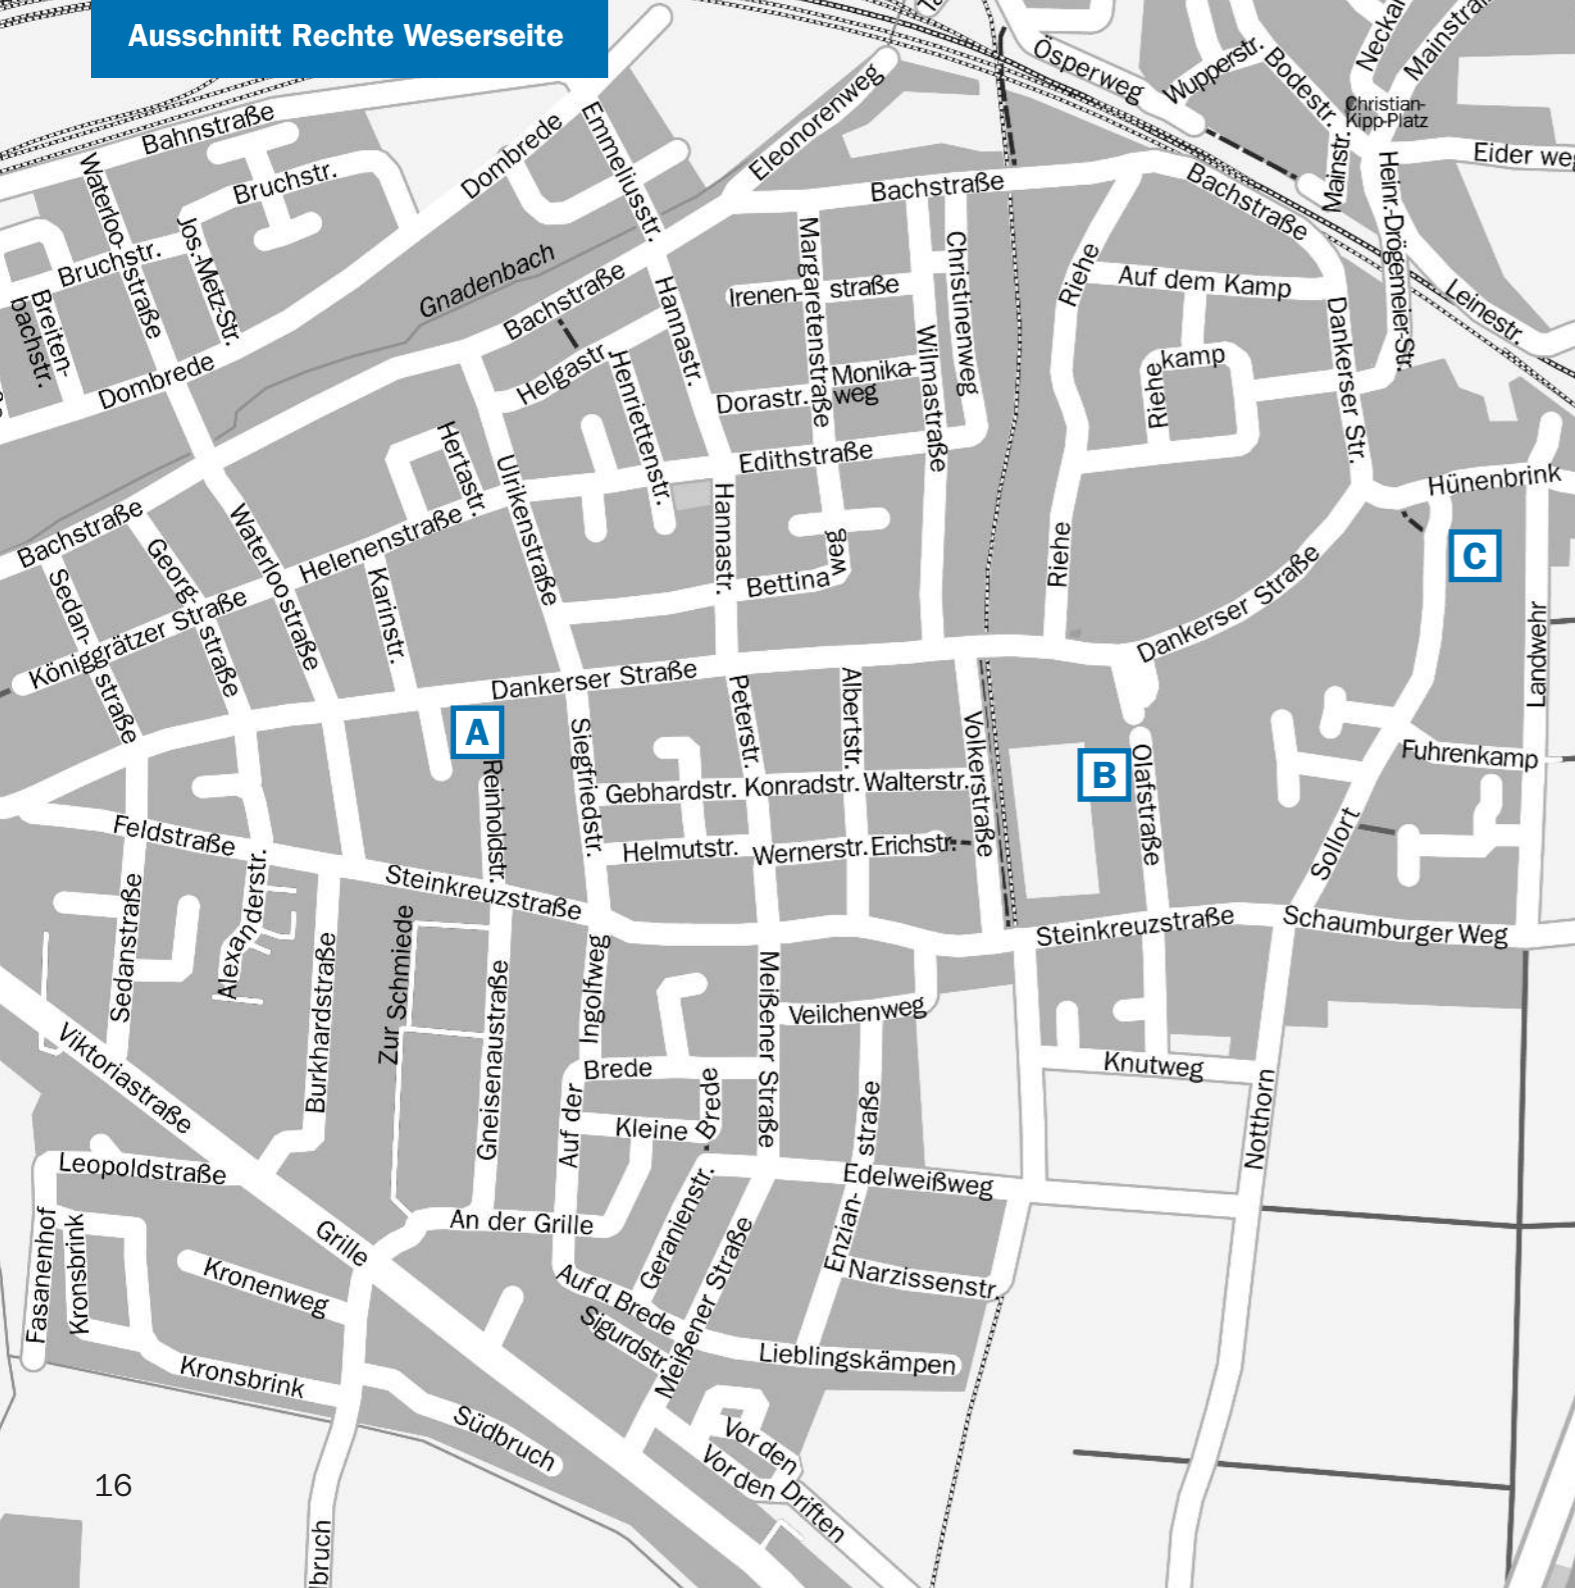 Ausschnitt Rechte Weserseite
Ösperweg
Wupperstr.
Bodestr.
Mainstr.
Christian-
Kipp-Platz
Heinr.-Drögemeier-Str.
Leinestr.
Bahnstraße
Bruchstr.
Dombrede
Emmeliusstr.
Eleonorenweg
Bachstraße
Bachstraße
Waterloo-
straße
Jos.-Metz-Str.
Bruchstr.
Breiten-
bachstr.
Dombrede
Gnadenbach
Bachstraße
Hannastr.
Margaretenstraße
Irenen-
straße
Christinenweg
Wilmastraße
Monika-
weg
Dorastr.
Edithstraße
Riehe
Auf dem Kamp
Riehe
kamp
Dankerser Str.
Helgastr.
Henriettenstr.
Hertastr.
Ulrikenstraße
Hünenbrink
C
Bachstraße
Georg-
straße
Waterloostraße
Helenenstraße
Hannastr.
Bettina
weg
Riehe
Sedan-
straße
Königgrätzer Straße
Karinstr.
Dankerser Straße
Dankerser Straße
Landwehr
A
Siegfriedstr.
Peterstr.
Albertstr.
Volkerstraße
B
Olafstraße
Fuhrenkamp
Reinholdstr.
Gebhardstr.
Konradstr.
Walterstr.
Helmutstr.
Wernerstr.
Erichstr.
Sollort
Feldstraße
Steinkreuzstraße
Steinkreuzstraße
Schaumburger Weg
Sedanstraße
Alexanderstr.
Burkhardstraße
Zur Schmiede
Gneisenaustraße
Ingolfweg
Meißener Straße
Veilchenweg
Knutweg
Notthorn
Viktoriastraße
Auf der
Brede
Kleine
Brede
Enzian-
straße
Edelweißweg
Leopoldstraße
Fasanenhof
Kronsbrink
Grille
An der Grille
Geranienstr.
Meißener Straße
Narzissenstr.
Kronenweg
Auf d. Brede
Sigurdstr.
Lieblingskämpen
Kronsbrink
Südbruch
Vor den
Vor den Driften
16